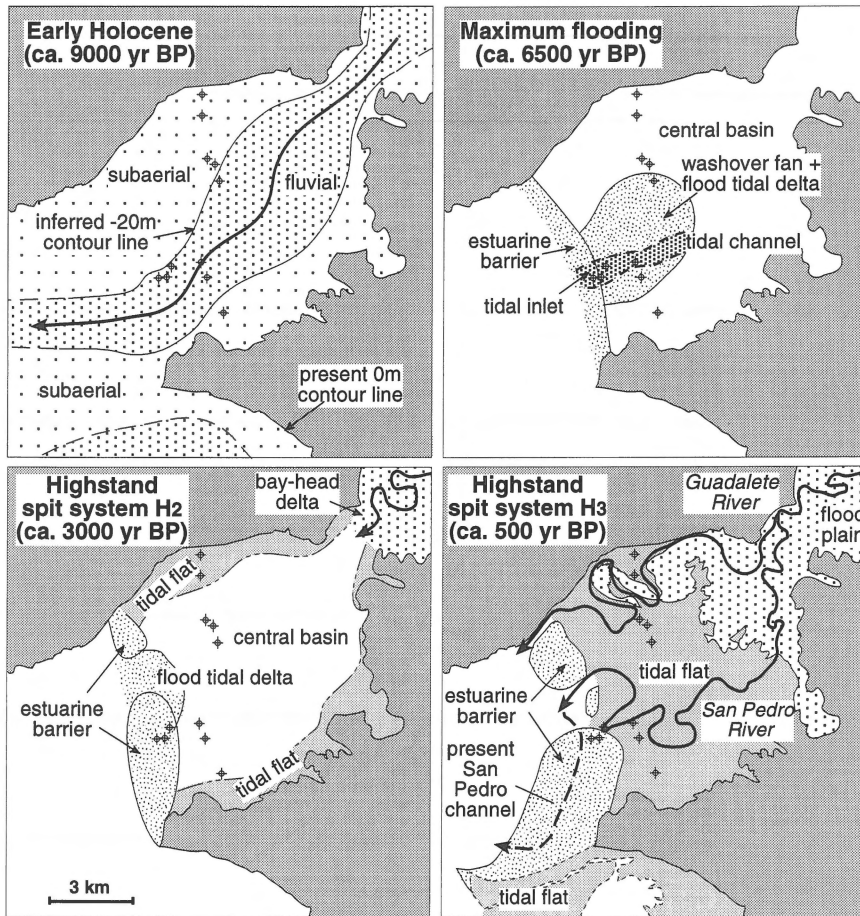 Early Holocene
(ca. 9000 yr BP)
subaerial
fluvial
inferred -20m
contour line
subaerial
present 0m
contour line
Maximum flooding
(ca. 6500 yr BP)
central basin
washover fan +
flood tidal delta
estuarine
barrier
tidal channel
tidal inlet
Highstand
spit system H2
(ca. 3000 yr BP)
bay-head
delta
tidal flat
central basin
flood tidal delta
estuarine
barrier
tidal flat
3 km
Highstand
spit system H3
(ca. 500 yr BP)
Guadalete
River
flood
plain
tidal flat
estuarine
barrier
San Pedro
River
present
San
Pedro
channel
tidal flat